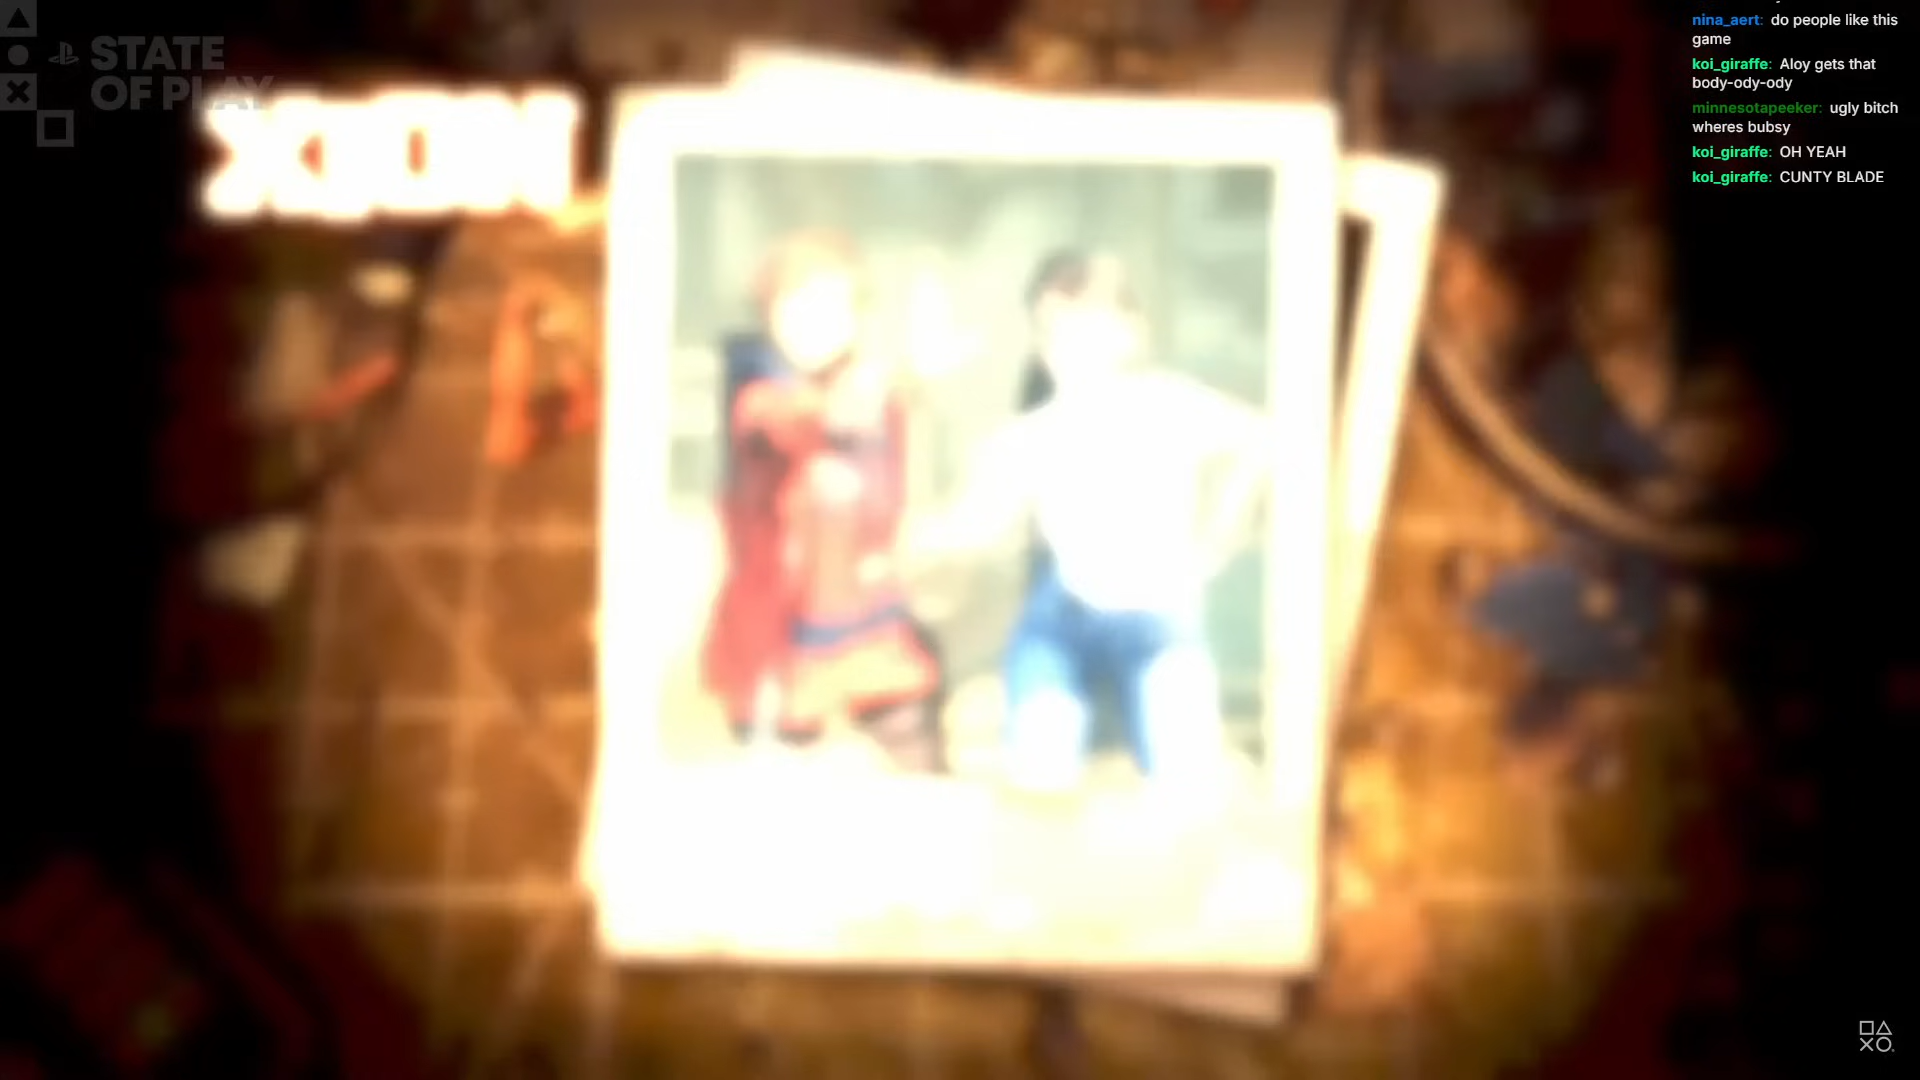 STATE
OF PLAY
nina_aert: do people like this
game
koi_giraffe: Aloy gets that
body-ody-ody
minnesotapeeker: ugly bitch
wheres bubsy
koi_giraffe: OH YEAH
koi_giraffe: CUNTY BLADE